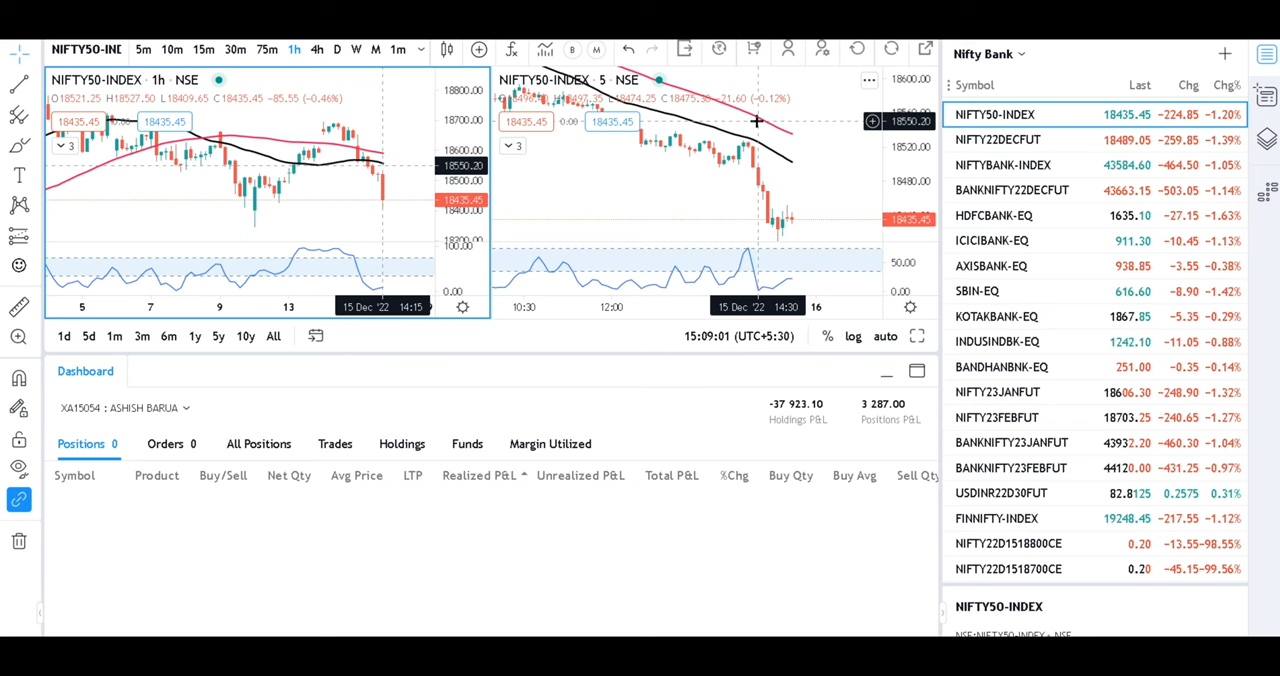 NIFTY50-IND 5m 10m 15m 30m 75m 1h 4h D W M 1m B M
NIFTY50-INDEX · 1h · NSE
O18521.25 H18527.50 L18409.65 C18435.45 -85.55 (-0.46%)
18435.45 0.00 18435.45
3
18800.00
18700.00
18550.20
18500.00
18435.45
18400.00
100.00
0.00
5 7 9 13 15 Dec '22 14:15
NIFTY50-INDEX · 5 · NSE
C18475.30 -21.60 (-0.12%)
18435.45 0.00 18435.45
3
18600.00
18550.20
18520.00
18480.00
18435.45
50.00
0.00
10:30 12:00 15 Dec '22 14:30 16
1d 5d 1m 3m 6m 1y 5y 10y All
15:09:01 (UTC+5:30) % log auto
Dashboard
XA15054 : ASHISH BARUA
-37 923.10 3 287.00
Holdings P&L Positions P&L
Positions 0 Orders 0 All Positions Trades Holdings Funds Margin Utilized
Symbol Product Buy/Sell Net Qty Avg Price LTP Realized P&L Unrealized P&L Total P&L %Chg Buy Qty Buy Avg Sell Qty
Nifty Bank
Symbol Last Chg Chg%
NIFTY50-INDEX 18435.45 -224.85 -1.20%
NIFTY22DECFUT 18489.05 -259.85 -1.39%
NIFTYBANK-INDEX 43584.60 -464.50 -1.05%
BANKNIFTY22DECFUT 43663.15 -503.05 -1.14%
HDFCBANK-EQ 1635.10 -27.15 -1.63%
ICICIBANK-EQ 911.30 -10.45 -1.13%
AXISBANK-EQ 938.85 -3.55 -0.38%
SBIN-EQ 616.60 -8.90 -1.42%
KOTAKBANK-EQ 1867.85 -5.35 -0.29%
INDUSINDBK-EQ 1242.10 -11.05 -0.88%
BANDHANBNK-EQ 251.00 -0.35 -0.14%
NIFTY23JANFUT 18606.30 -248.90 -1.32%
NIFTY23FEBFUT 18703.25 -240.65 -1.27%
BANKNIFTY23JANFUT 43932.20 -460.30 -1.04%
BANKNIFTY23FEBFUT 44120.00 -431.25 -0.97%
USDINR22D30FUT 82.8125 0.2575 0.31%
FINNIFTY-INDEX 19248.45 -217.55 -1.12%
NIFTY22D1518800CE 0.20 -13.55 -98.55%
NIFTY22D1518700CE 0.20 -45.15 -99.56%
NIFTY50-INDEX